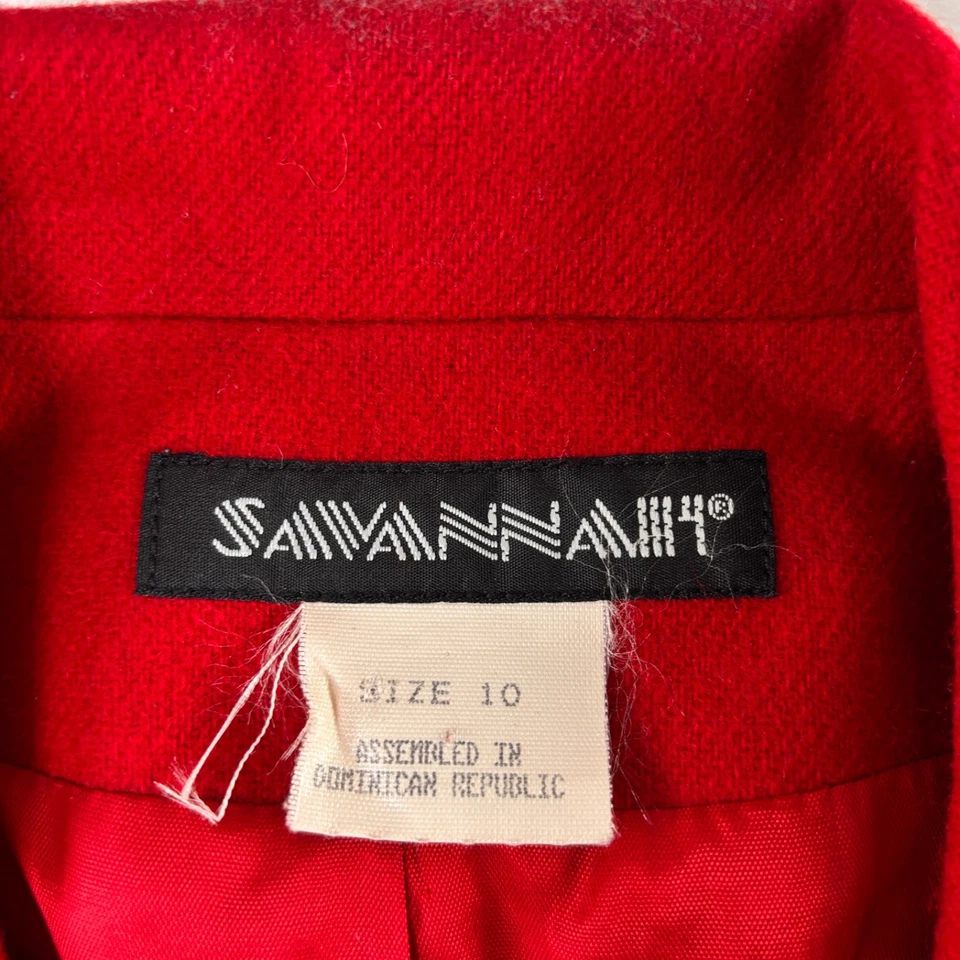 SAVANNAH®
SIZE 10
ASSEMBLED IN
DOMINICAN REPUBLIC